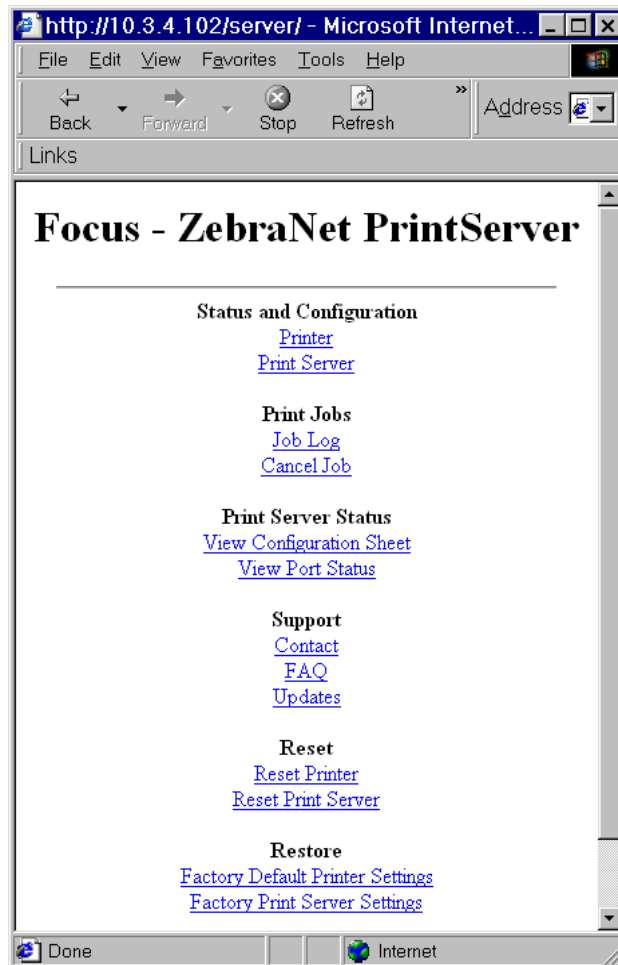 http://10.3.4.102/server/ - Microsoft Internet...
File Edit View Favorites Tools Help
Back Forward Stop Refresh » Address
Links
Focus - ZebraNet PrintServer
Status and Configuration
Printer
Print Server
Print Jobs
Job Log
Cancel Job
Print Server Status
View Configuration Sheet
View Port Status
Support
Contact
FAQ
Updates
Reset
Reset Printer
Reset Print Server
Restore
Factory Default Printer Settings
Factory Print Server Settings
Done Internet